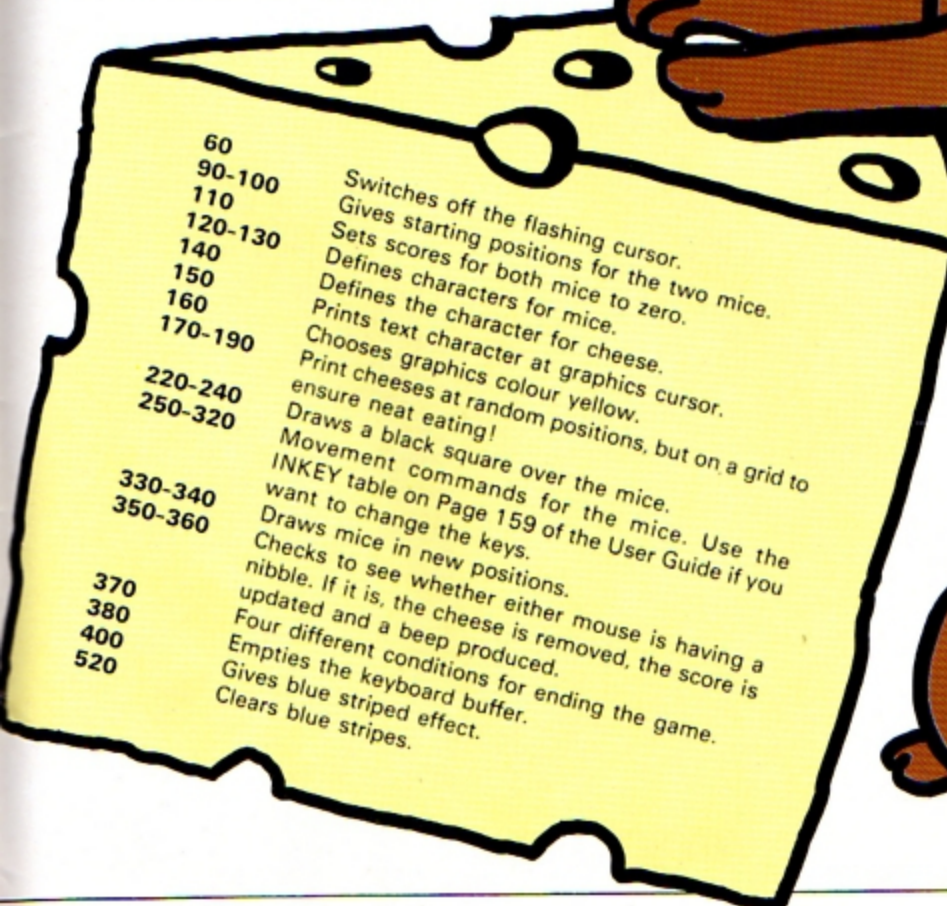 60 Switches off the flashing cursor.
90-100 Gives starting positions for the two mice.
110 Sets scores for both mice to zero.
120-130 Defines characters for mice.
140 Defines the character for cheese.
150 Prints text character at graphics cursor.
160 Chooses graphics colour yellow.
170-190 Print cheeses at random positions, but on a grid to
ensure neat eating!
220-240 Draws a black square over the mice.
250-320 Movement commands for the mice. Use the
INKEY table on Page 159 of the User Guide if you
want to change the keys.
330-340 Draws mice in new positions.
350-360 Checks to see whether either mouse is having a
nibble. If it is, the cheese is removed, the score is
updated and a beep produced.
370 Four different conditions for ending the game.
380 Empties the keyboard buffer.
400 Gives blue striped effect.
520 Clears blue stripes.